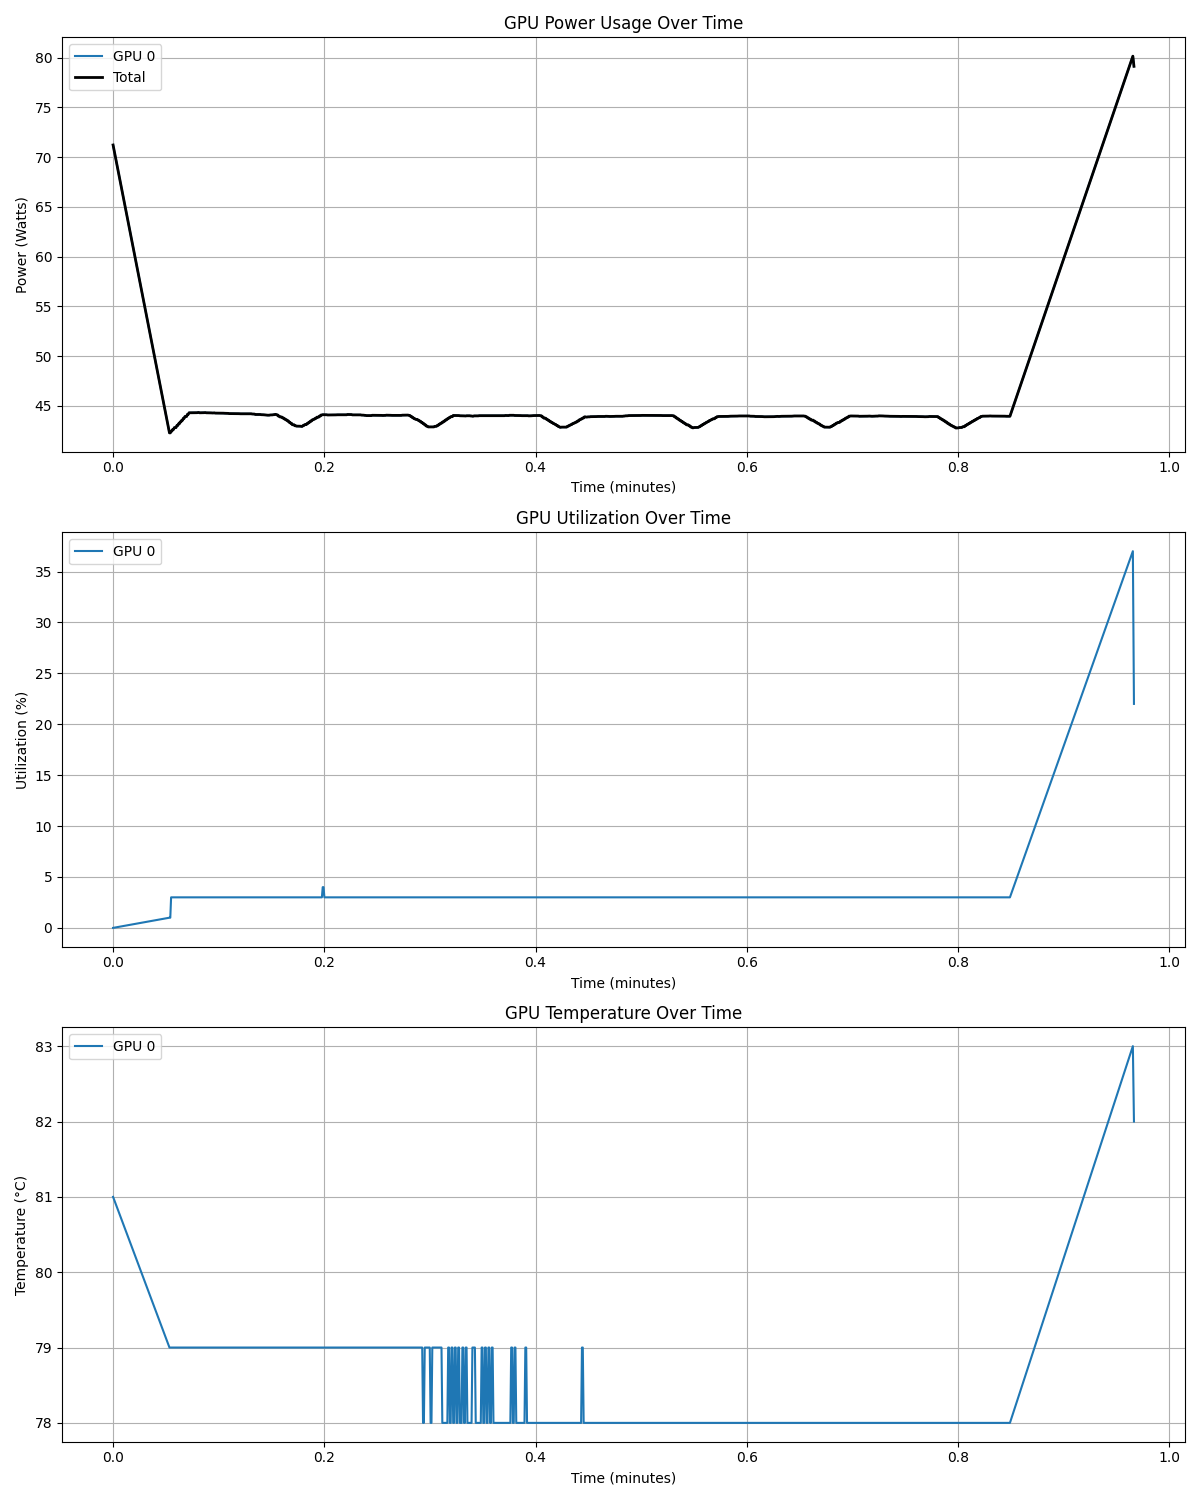 GPU Power Usage Over Time
GPU 0
Total
80
75
70
65
60
55
50
45
Power (Watts)
0.0 0.2 0.4 0.6 0.8 1.0
Time (minutes)
GPU Utilization Over Time
GPU 0
35
30
25
20
15
10
5
0
Utilization (%)
0.0 0.2 0.4 0.6 0.8 1.0
Time (minutes)
GPU Temperature Over Time
GPU 0
83
82
81
80
79
78
Temperature (°C)
0.0 0.2 0.4 0.6 0.8 1.0
Time (minutes)